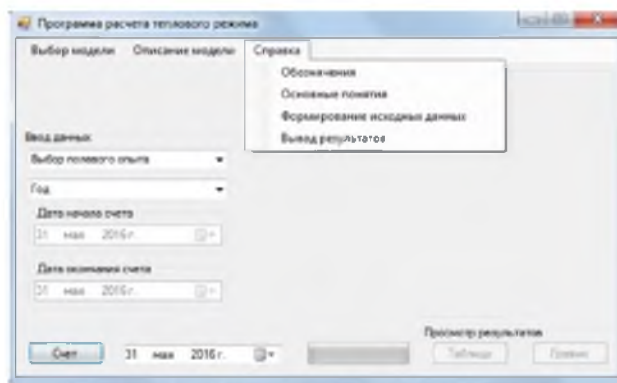 Программа расчета теплового режима
Выбор модели Описание модели Справка
Обозначения
Основные понятия
Формирование исходных данных
Вывод результатов
Ввод данных
Выбор полевого опыта
Год
Дата начала счета
31 мая 2016 г.
Дата окончания счета
31 мая 2016 г.
Просмотр результатов
Счет 31 мая 2016 г. Таблица График